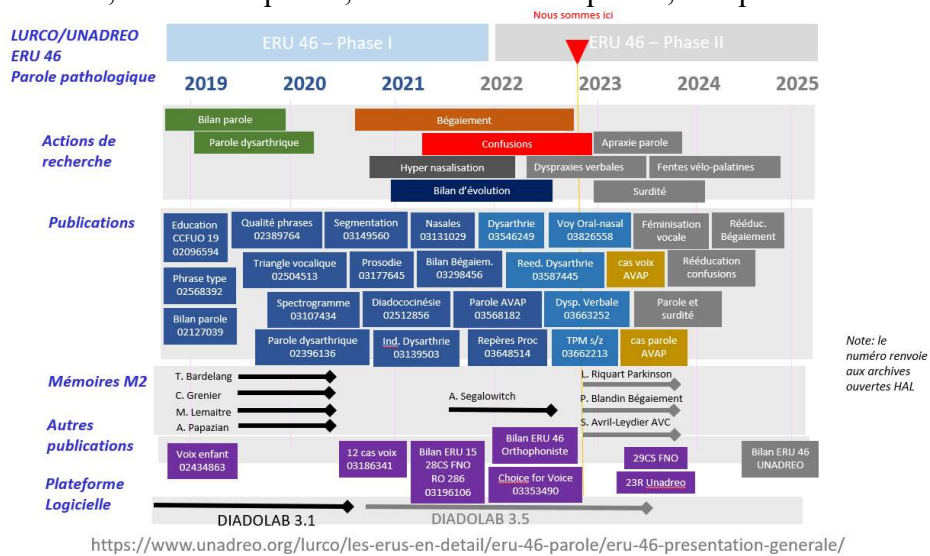 Nous sommes ici
LURCO/UNADREO
ERU 46
Parole pathologique
ERU 46 – Phase I
ERU 46 – Phase II
2019
2020
2021
2022
2023
2024
2025
Actions de
recherche
Bilan parole
Bégaiement
Parole dysarthrique
Confusions
Apraxie parole
Hyper nasalisation
Dyspraxies verbales
Fentes vélo-palatines
Bilan d'évolution
Surdité
Publications
Education
CCFUO 19
02096594
Qualité phrases
02389764
Segmentation
03149560
Nasales
03131029
Dysarthrie
03546249
Voy Oral-nasal
03826558
Féminisation
vocale
Rééduc.
Bégaiement
Phrase type
02568392
Triangle vocalique
02504513
Prosodie
03177645
Bilan Bégaiem.
03298456
Reed. Dysarthrie
03587445
cas voix
AVAP
Rééducation
confusions
Bilan parole
02127039
Spectrogramme
03107434
Diadococinésie
02512856
Parole AVAP
03568182
Dysp. Verbale
03663252
Parole et
surdité
Parole dysarthrique
02396136
Ind. Dysarthrie
03139503
Repères Proc
03648514
TPM s/z
03662213
cas parole
AVAP
Note: le
numéro renvoie
aux archives
ouvertes HAL
Mémoires M2
T. Bardelang
C. Grenier
M. Lemaitre
A. Papazian
A. Segalowitch
L. Riquart Parkinson
P. Blandin Bégaiement
S. Avril-Leydier AVC
Autres
publications
Voix enfant
02434863
12 cas voix
03186341
Bilan ERU 15
28CS FNO
RO 286
03196106
Bilan ERU 46
Orthophoniste
Choice for Voice
03353490
29CS FNO
23R Unadreo
Bilan ERU 46
UNADREO
Plateforme
Logicielle
DIADOLAB 3.1
DIADOLAB 3.5
https://www.unadreo.org/lurco/les-erus-en-detail/eru-46-parole/eru-46-presentation-generale/